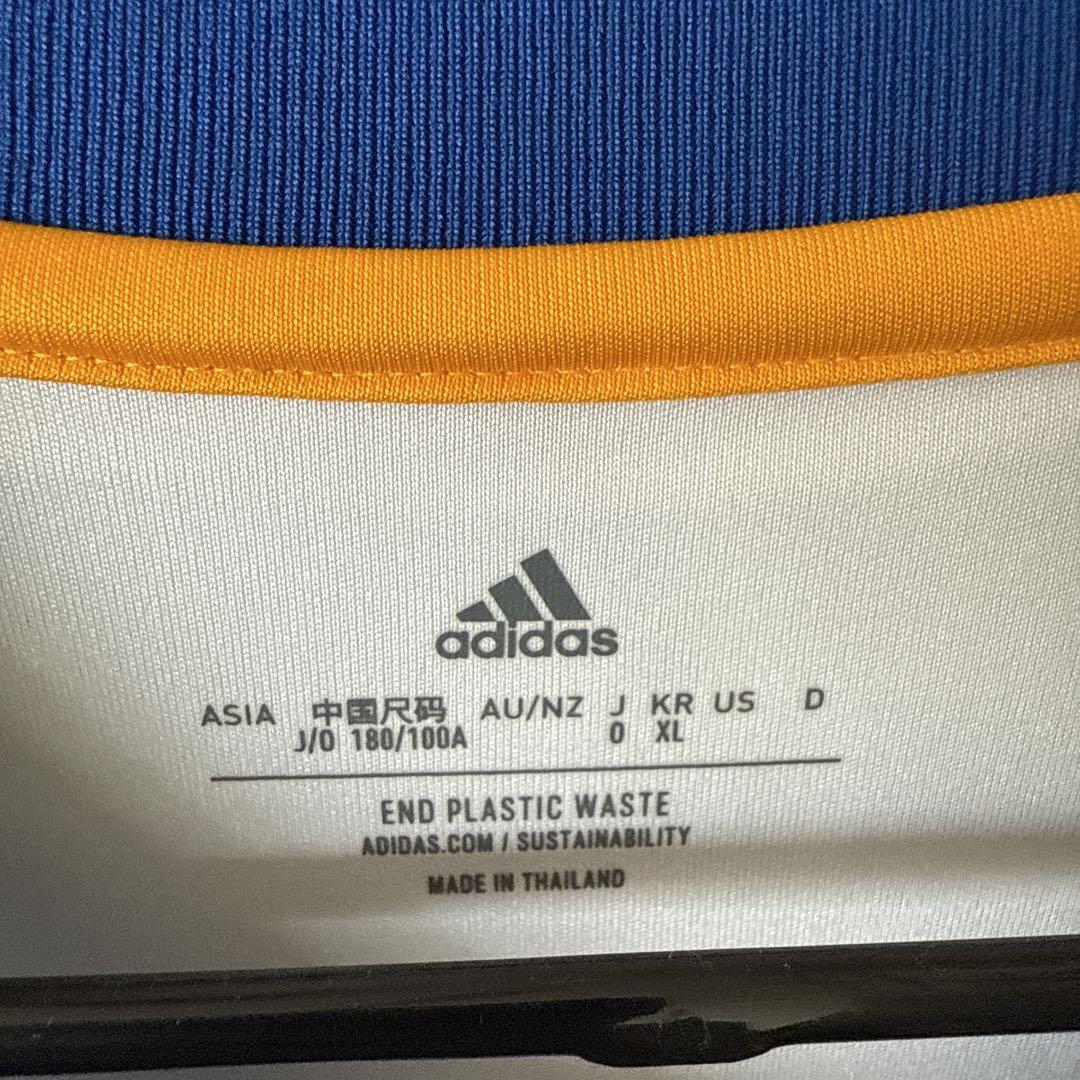 adidas
ASIA 中国尺码 AU/NZ J KR US D
J/O 180/100A O XL
END PLASTIC WASTE
ADIDAS.COM / SUSTAINABILITY
MADE IN THAILAND